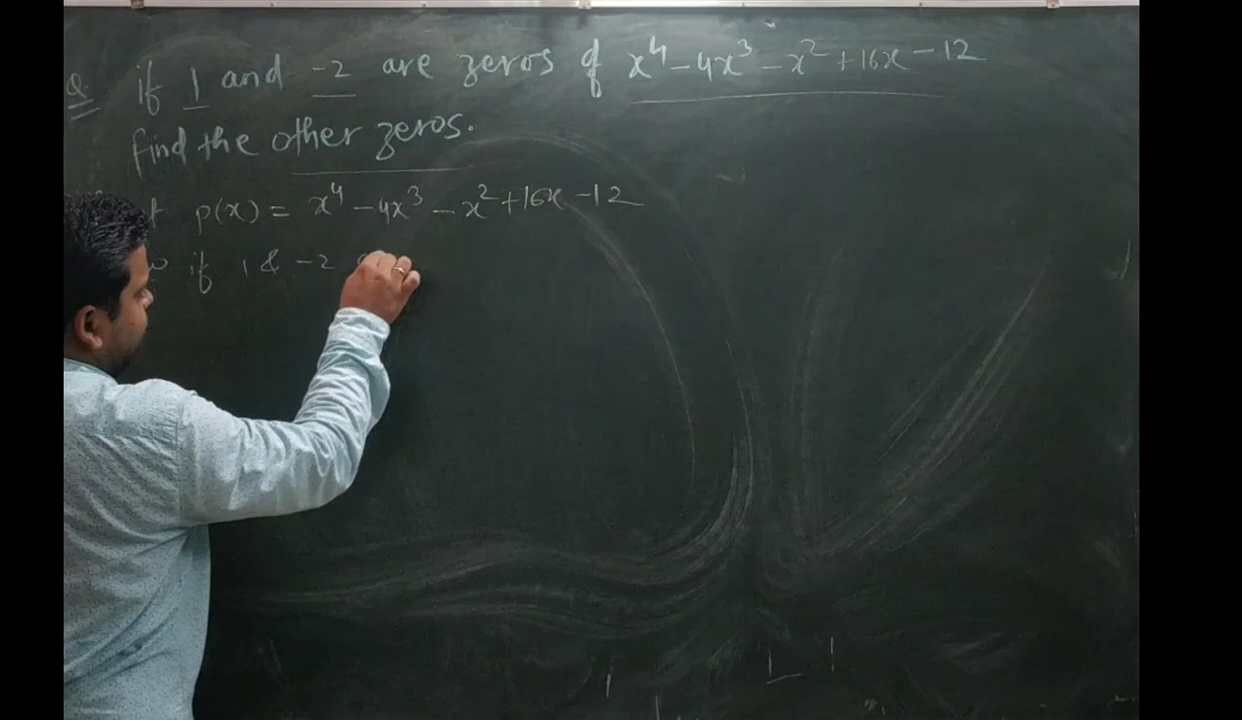 Q. if 1 and -2 are zeros of x⁴-4x³-x²+16x-12
find the other zeros.
p(x) = x⁴-4x³-x²+16x-12
if 1 & -2